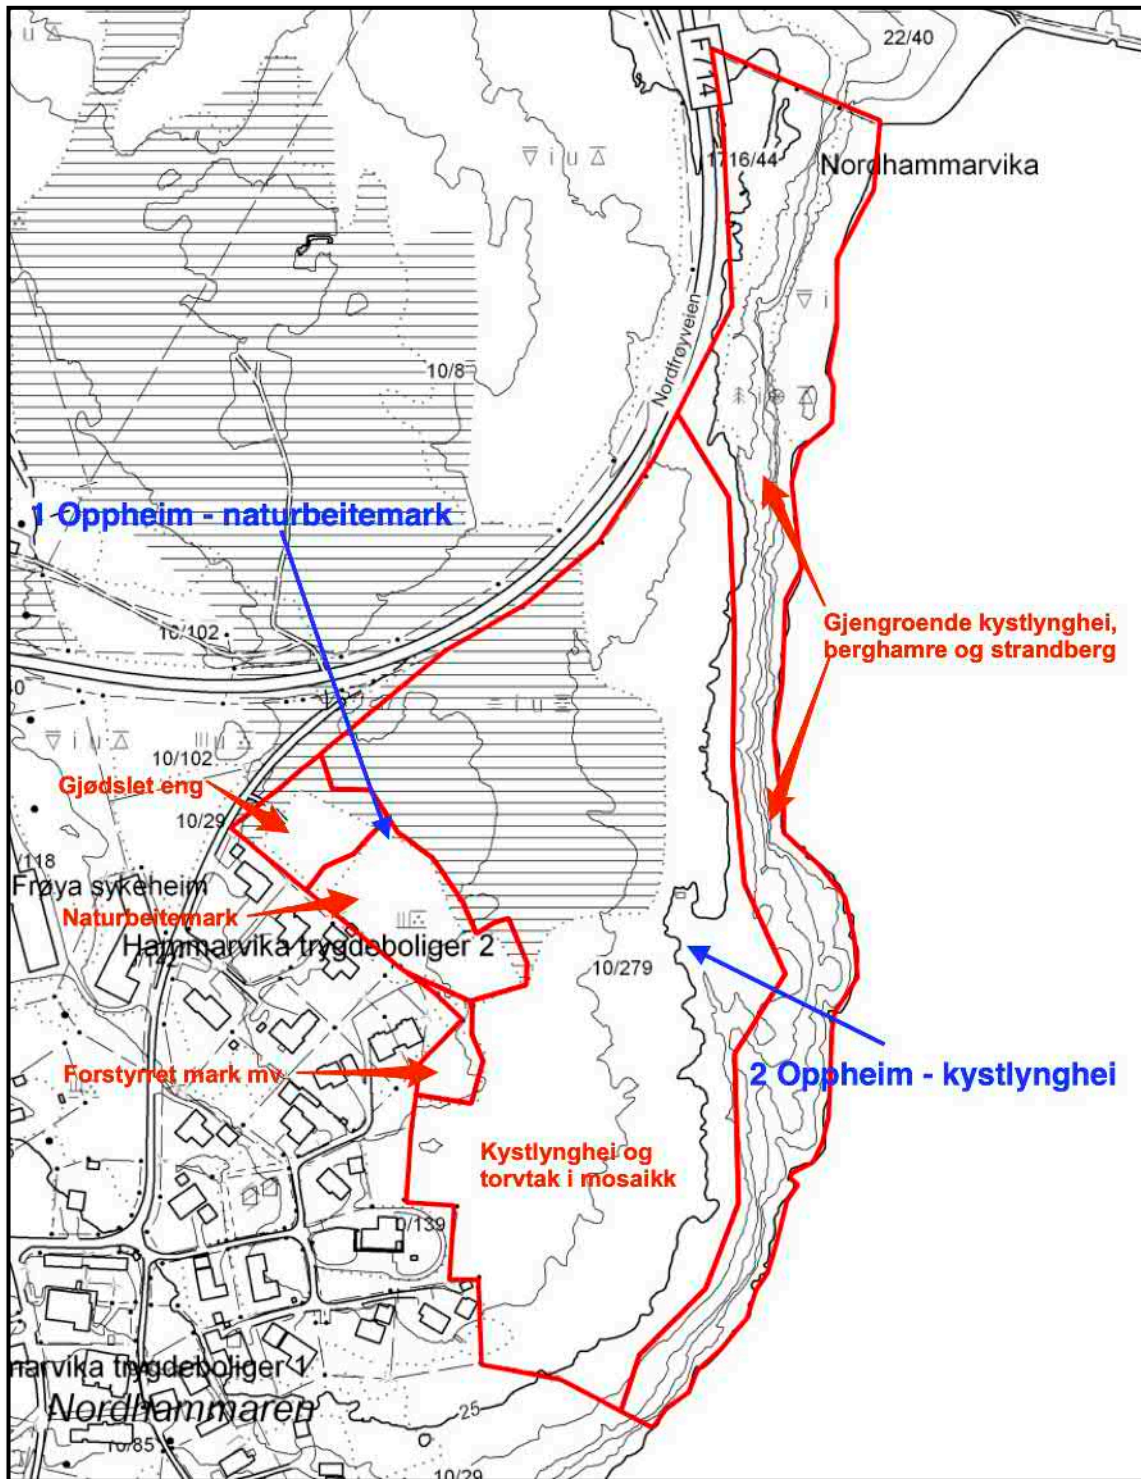 22/40
F714
1716/44
Nordhammarvika
Nordfrøyveien
10/8
1 Oppheim - naturbeitemark
10/102
Gjengroende kystlynghei,
berghamre og strandberg
10/102
Gjødslet eng
10/29
/118
Frøya sykeheim
Naturbeitemark
Hammarvika trygdeboliger 2
10/279
Forstyrret mark mv.
2 Oppheim - kystlynghei
Kystlynghei og
torvtak i mosaikk
0/139
marvika trygdeboliger 1
Nordhammaren
25
10/85
10/29